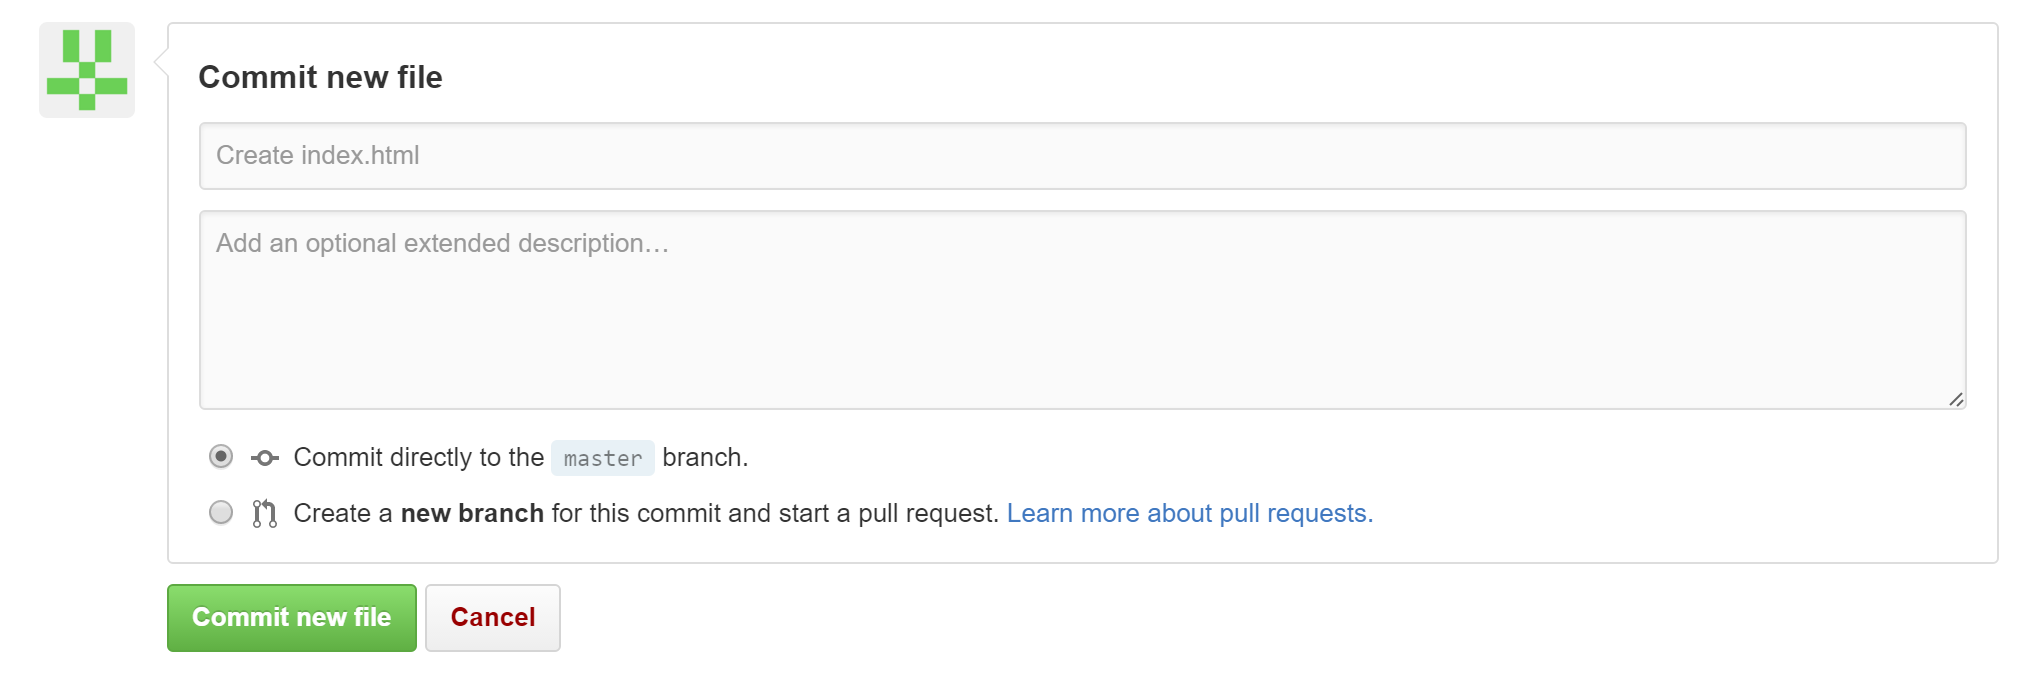 Commit new file
Create index.html
Add an optional extended description…
Commit directly to the master branch.
Create a new branch for this commit and start a pull request. Learn more about pull requests.
Commit new file
Cancel